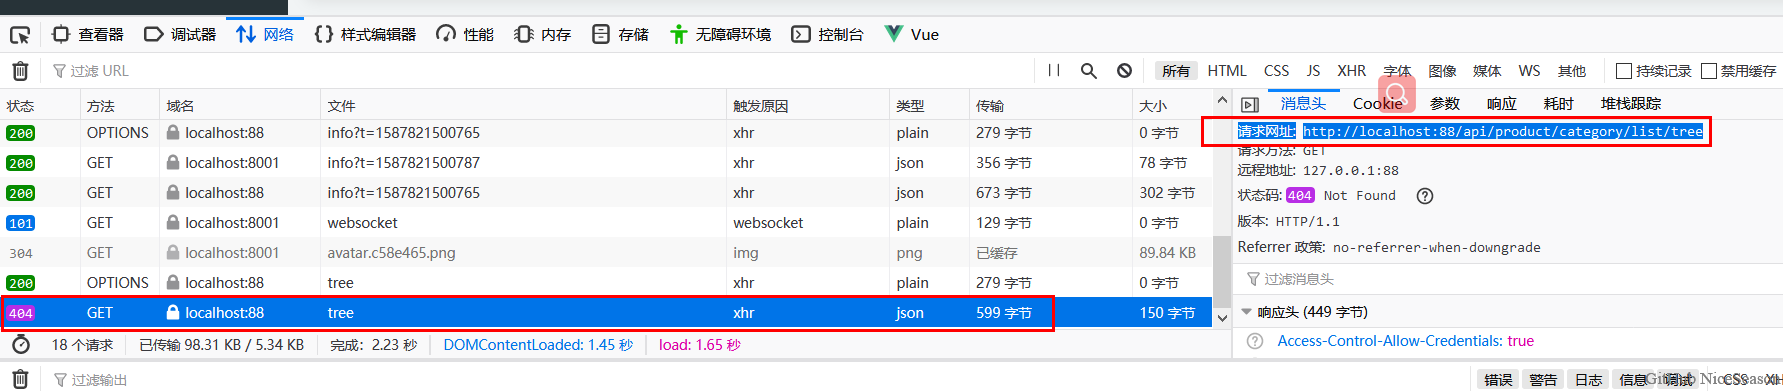 查看器 调试器 网络 样式编辑器 性能 内存 存储 无障碍环境 控制台 Vue
过滤 URL 所有 HTML CSS JS XHR 字体 图像 媒体 WS 其他 持续记录 禁用缓存
状态 方法 域名 文件 触发原因 类型 传输 大小
200 OPTIONS localhost:88 info?t=1587821500765 xhr plain 279 字节 0 字节
200 GET localhost:8001 info?t=1587821500787 xhr json 356 字节 78 字节
200 GET localhost:88 info?t=1587821500765 xhr json 673 字节 302 字节
101 GET localhost:8001 websocket websocket plain 129 字节 0 字节
304 GET localhost:8001 avatar.c58e465.png img png 已缓存 89.84 KB
200 OPTIONS localhost:88 tree xhr plain 279 字节 0 字节
404 GET localhost:88 tree xhr json 599 字节 150 字节
18 个请求 已传输 98.31 KB / 5.34 KB 完成: 2.23 秒 DOMContentLoaded: 1.45 秒 load: 1.65 秒
消息头 Cookie 参数 响应 耗时 堆栈跟踪
请求网址: http://localhost:88/api/product/category/list/tree
请求方法: GET
远程地址: 127.0.0.1:88
状态码: 404 Not Found
版本: HTTP/1.1
Referrer 政策: no-referrer-when-downgrade
过滤消息头
响应头 (449 字节)
Access-Control-Allow-Credentials: true
过滤输出 错误 警告 日志 信息 调试 CSS